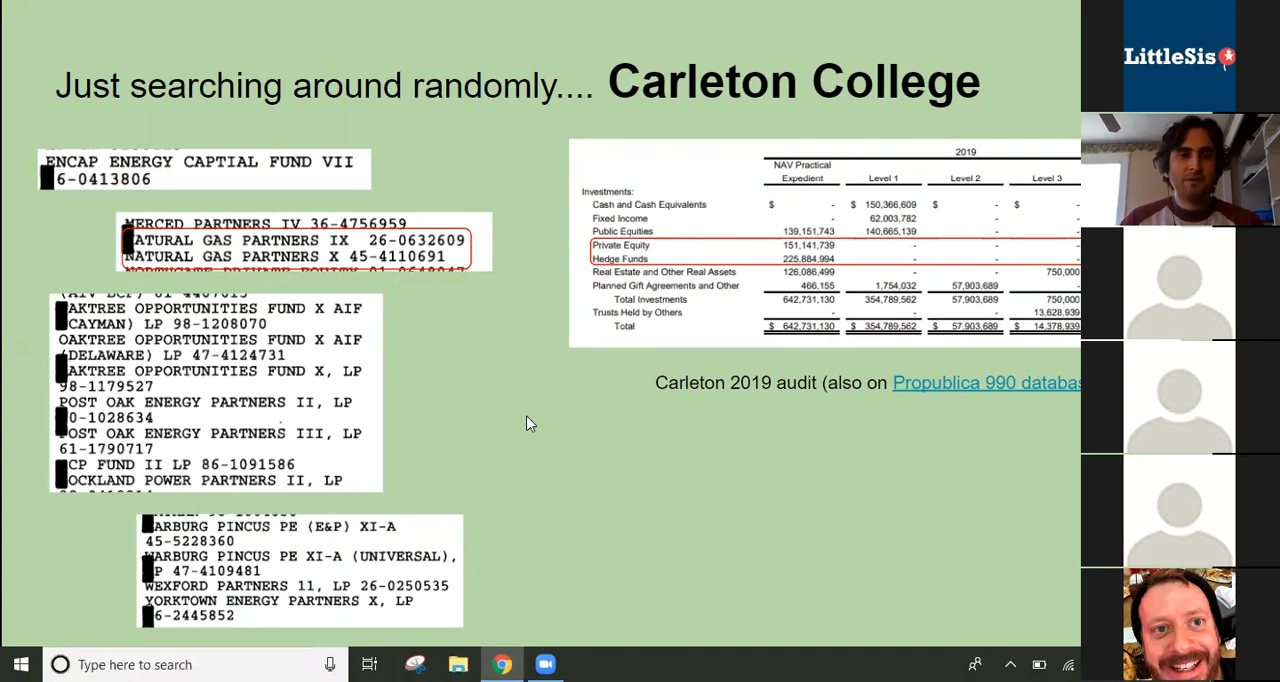 Just searching around randomly.... Carleton College
ENCAP ENERGY CAPTIAL FUND VII
6-0413806
MERCED PARTNERS IV 36-4756959
ATURAL GAS PARTNERS IX 26-0632609
NATURAL GAS PARTNERS X 45-4110691
OAKTREE OPPORTUNITIES FUND X AIF
(CAYMAN) LP 98-1208070
OAKTREE OPPORTUNITIES FUND X AIF
(DELAWARE) LP 47-4124731
OAKTREE OPPORTUNITIES FUND X, LP
98-1179527
POST OAK ENERGY PARTNERS II, LP
0-1028634
POST OAK ENERGY PARTNERS III, LP
61-1790717
CP FUND II LP 86-1091586
OCKLAND POWER PARTNERS II, LP
ARBURG PINCUS PE (E&P) XI-A
45-5228360
WARBURG PINCUS PE XI-A (UNIVERSAL),
P 47-4109481
WEXFORD PARTNERS 11, LP 26-0250535
YORKTOWN ENERGY PARTNERS X, LP
6-2445852
2019
NAV Practical
Expedient Level 1 Level 2 Level 3
Investments:
Cash and Cash Equivalents $ - $ 150,366,609 $ - $ -
Fixed Income - 62,003,782 - -
Public Equities 139,151,743 140,665,139 - -
Private Equity 151,141,739 - - -
Hedge Funds 225,884,994 - - -
Real Estate and Other Real Assets 126,086,499 - - 750,000
Planned Gift Agreements and Other 466,155 1,754,032 57,903,689 -
Total Investments 642,731,130 354,789,562 57,903,689 750,000
Trusts Held by Others - - - 13,628,939
Total $ 642,731,130 $ 354,789,562 $ 57,903,689 $ 14,378,939
Carleton 2019 audit (also on Propublica 990 databas
LittleSis
Type here to search